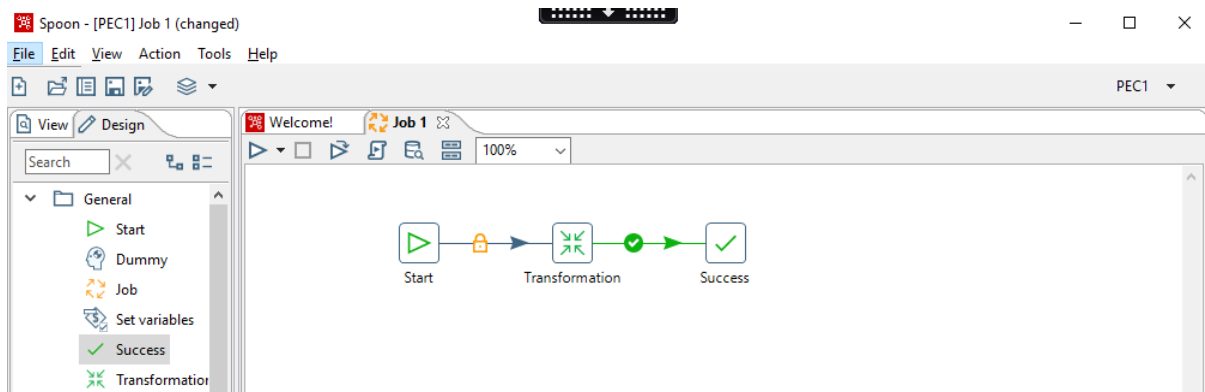 Spoon - [PEC1] Job 1 (changed)
File Edit View Action Tools Help
PEC1
View Design
Welcome! Job 1
Search
100%
General
Start
Dummy
Job
Set variables
Success
Transformation
Start Transformation Success